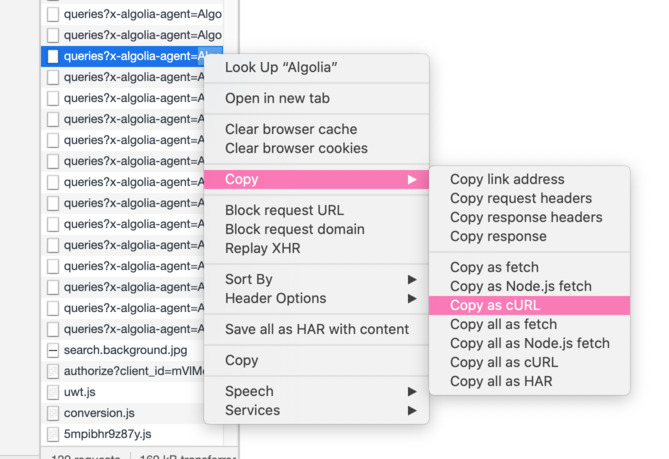 queries?x-algolia-agent=Algo
queries?x-algolia-agent=Algo
queries?x-algolia-agent=Algo
queries?x-algolia-agent=
queries?x-algolia-agent=
queries?x-algolia-agent=
queries?x-algolia-agent=
queries?x-algolia-agent=
queries?x-algolia-agent=
queries?x-algolia-agent=
queries?x-algolia-agent=
queries?x-algolia-agent=
queries?x-algolia-agent=
queries?x-algolia-agent=
queries?x-algolia-agent=
queries?x-algolia-agent=
search.background.jpg
authorize?client_id=mVIM
uwt.js
conversion.js
5mpibhr9z87y.js
requests
Look Up “Algolia”
Open in new tab
Clear browser cache
Clear browser cookies
Copy
Block request URL
Block request domain
Replay XHR
Sort By
Header Options
Save all as HAR with content
Copy
Speech
Services
Copy link address
Copy request headers
Copy response headers
Copy response
Copy as fetch
Copy as Node.js fetch
Copy as cURL
Copy all as fetch
Copy all as Node.js fetch
Copy all as cURL
Copy all as HAR